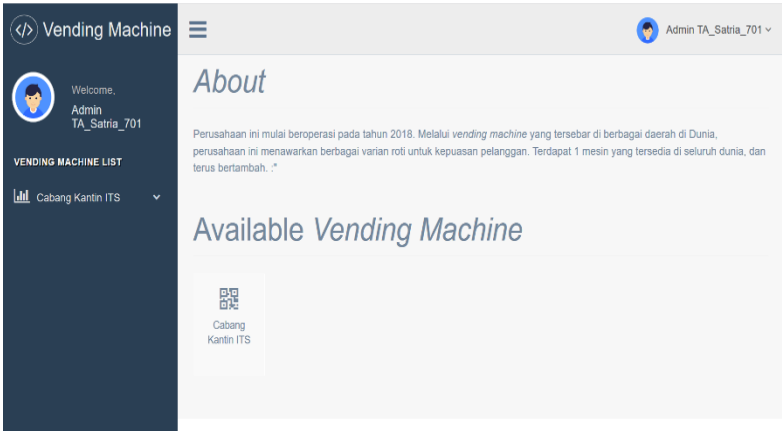 Vending Machine
Admin TA_Satria_701
Welcome,
Admin
TA_Satria_701
VENDING MACHINE LIST
Cabang Kantin ITS
About
Perusahaan ini mulai beroperasi pada tahun 2018. Melalui vending machine yang tersebar di berbagai daerah di Dunia,
perusahaan ini menawarkan berbagai varian roti untuk kepuasan pelanggan. Terdapat 1 mesin yang tersedia di seluruh dunia, dan
terus bertambah. :*
Available Vending Machine
Cabang
Kantin ITS